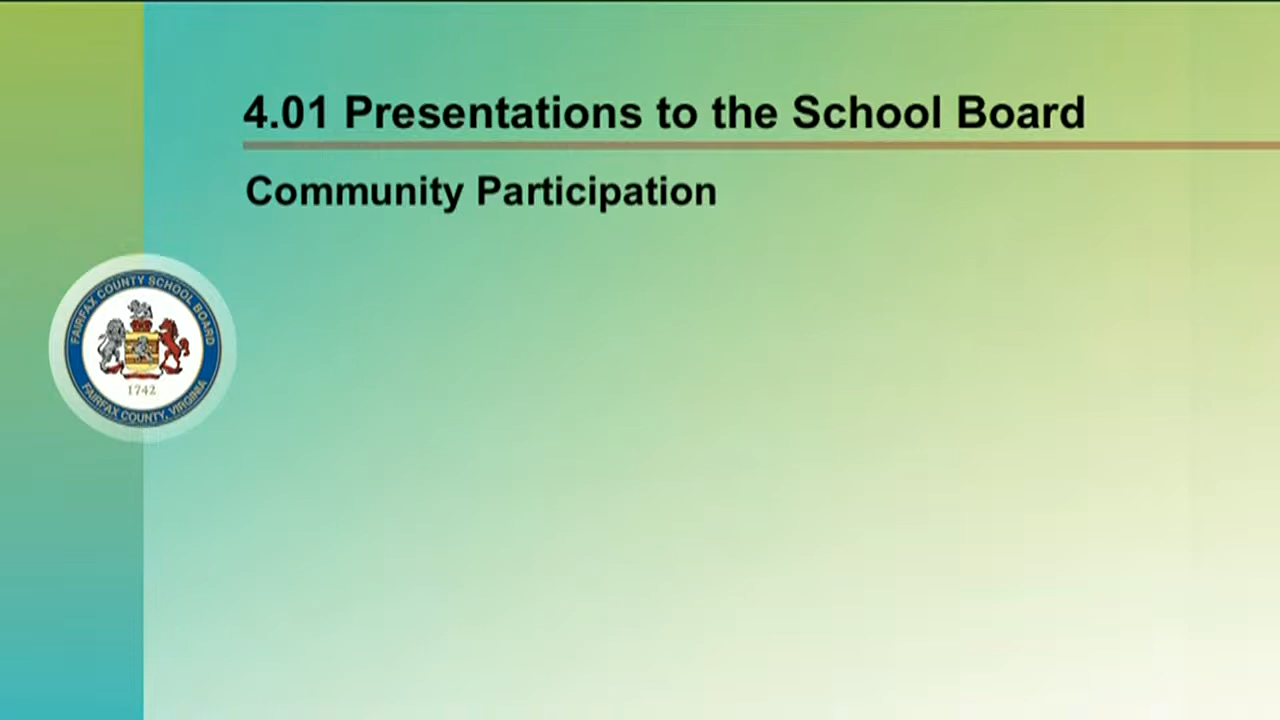 4.01 Presentations to the School Board
Community Participation
FAIRFAX COUNTY SCHOOL BOARD
1742
FAIRFAX COUNTY, VIRGINIA